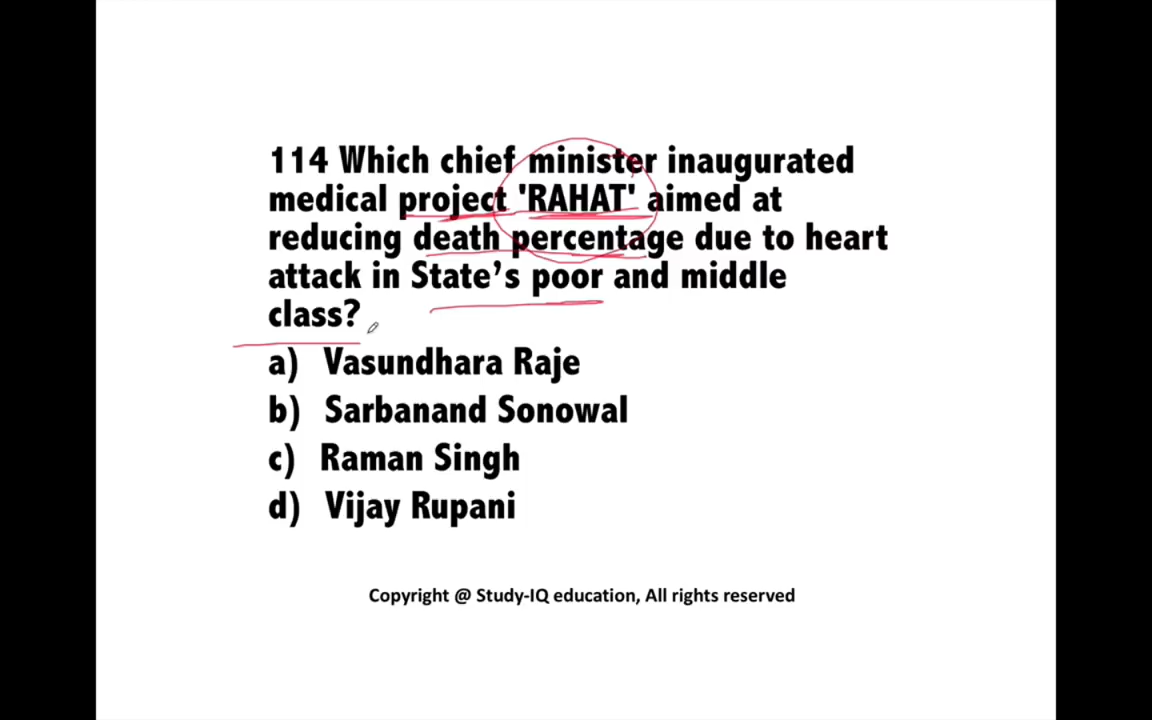 114 Which chief minister inaugurated
medical project 'RAHAT' aimed at
reducing death percentage due to heart
attack in State’s poor and middle
class?
a) Vasundhara Raje
b) Sarbanand Sonowal
c) Raman Singh
d) Vijay Rupani
Copyright @ Study-IQ education, All rights reserved